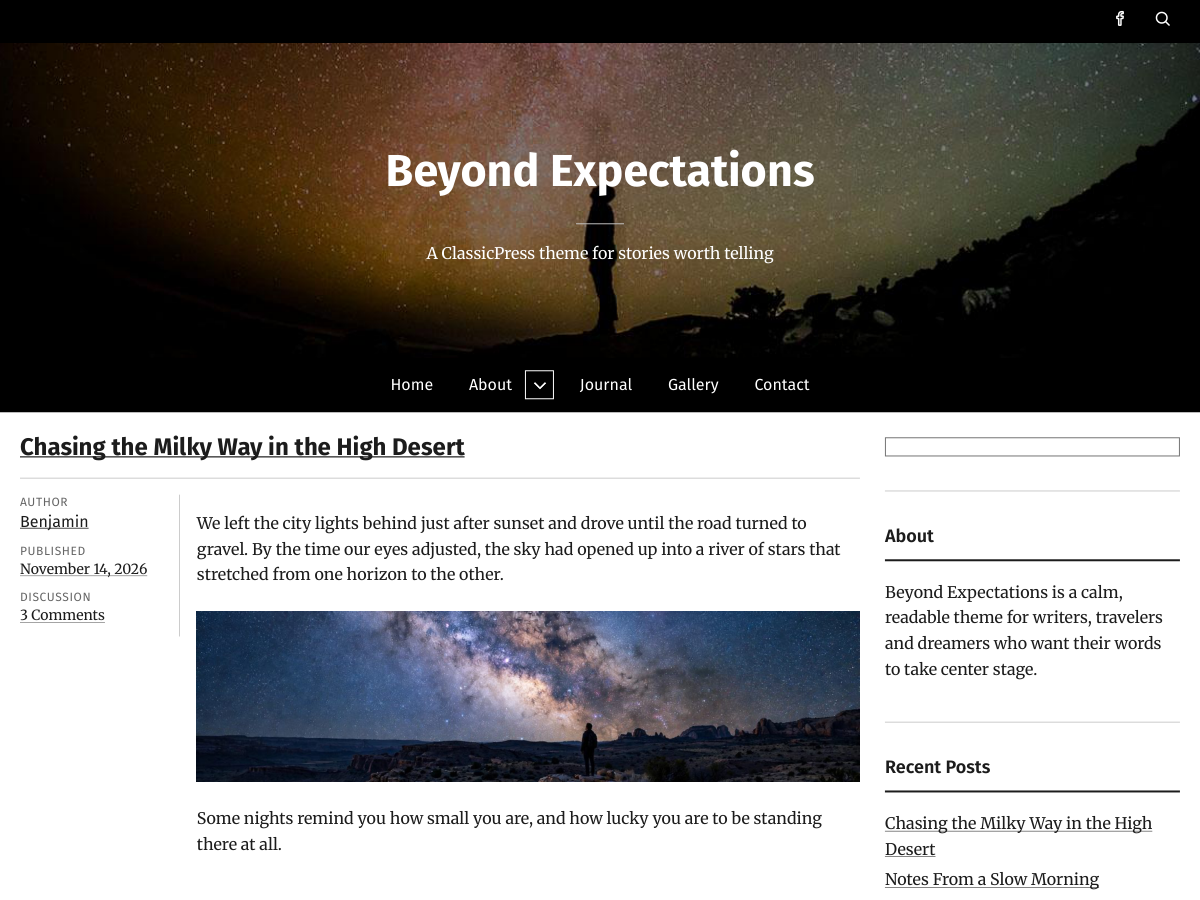 Beyond Expectations
A ClassicPress theme for stories worth telling
Home About Journal Gallery Contact
Chasing the Milky Way in the High Desert
AUTHOR
Benjamin
PUBLISHED
November 14, 2026
DISCUSSION
3 Comments
We left the city lights behind just after sunset and drove until the road turned to
gravel. By the time our eyes adjusted, the sky had opened up into a river of stars that
stretched from one horizon to the other.
Some nights remind you how small you are, and how lucky you are to be standing
there at all.
About
Beyond Expectations is a calm,
readable theme for writers, travelers
and dreamers who want their words
to take center stage.
Recent Posts
Chasing the Milky Way in the High
Desert
Notes From a Slow Morning